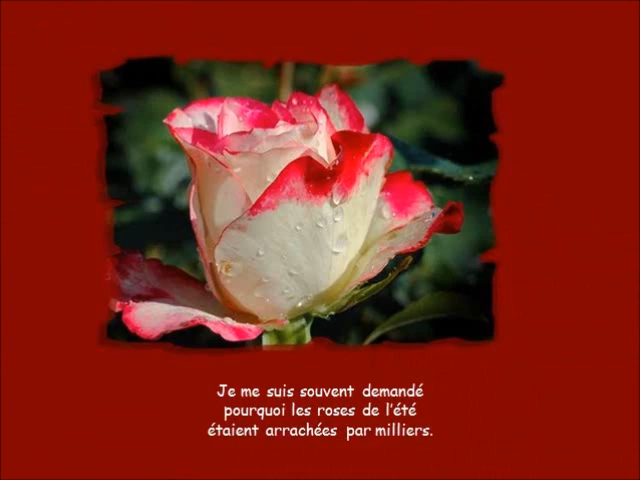 Je me suis souvent demandé
pourquoi les roses de l'été
étaient arrachées par milliers.